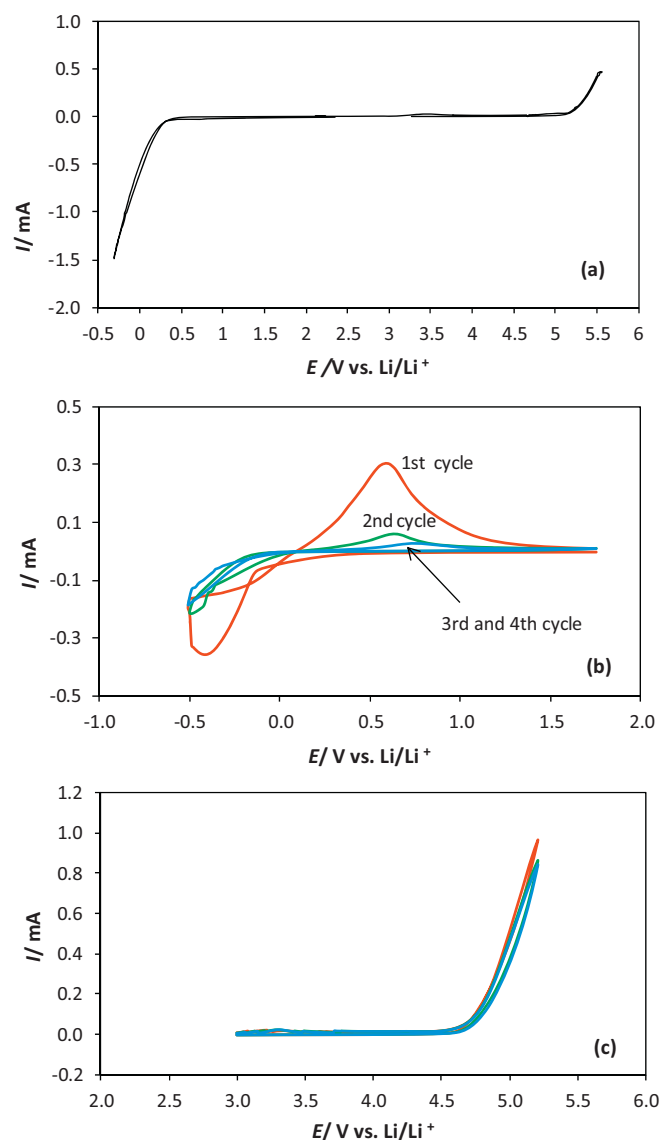 1.0
0.5
0.0
-0.5
-1.0
-1.5
-2.0
I/ mA
(a)
-0.5 0 0.5 1 1.5 2 2.5 3 3.5 4 4.5 5 5.5 6
E /V vs. Li/Li +
0.5
0.3
0.1
-0.1
-0.3
-0.5
I/ mA
1st cycle
2nd cycle
3rd and 4th cycle
(b)
-1.0 -0.5 0.0 0.5 1.0 1.5 2.0
E/ V vs. Li/Li +
1.2
1.0
0.8
0.6
0.4
0.2
0.0
-0.2
I/ mA
(c)
2.0 2.5 3.0 3.5 4.0 4.5 5.0 5.5 6.0
E/ V vs. Li/Li +